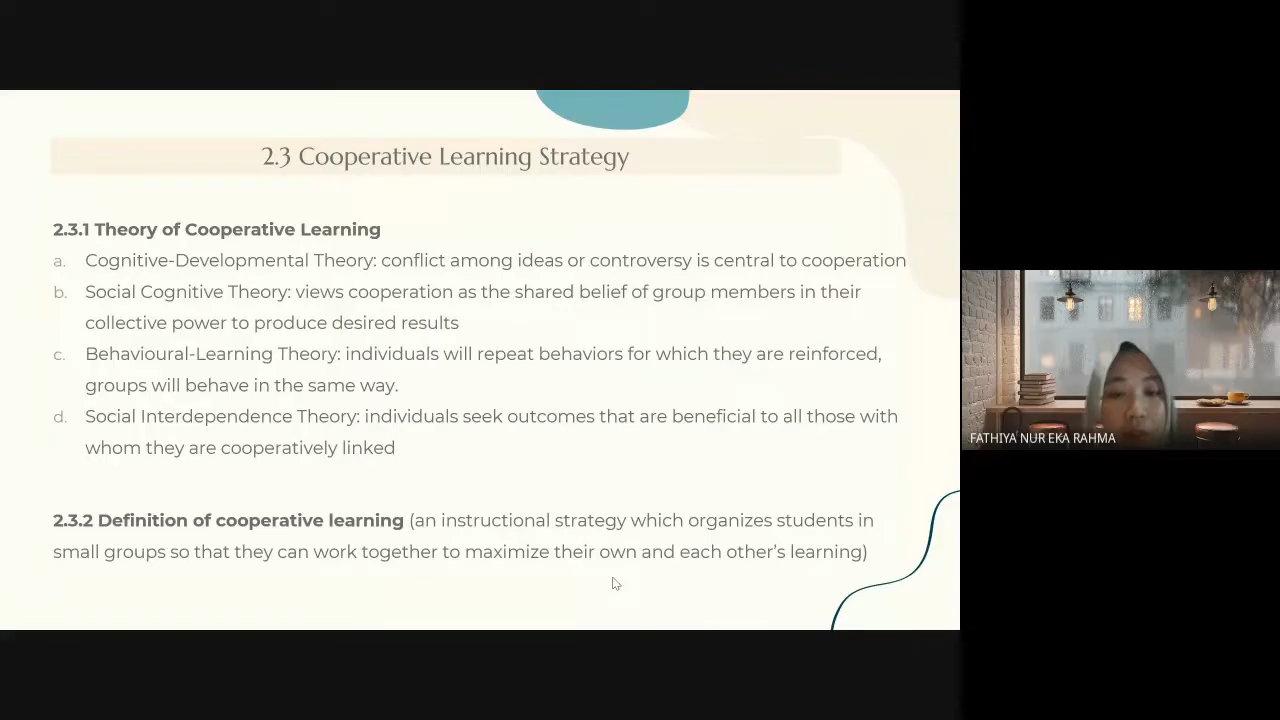 2.3 Cooperative Learning Strategy
2.3.1 Theory of Cooperative Learning
a. Cognitive-Developmental Theory: conflict among ideas or controversy is central to cooperation
b. Social Cognitive Theory: views cooperation as the shared belief of group members in their
collective power to produce desired results
c. Behavioural-Learning Theory: individuals will repeat behaviors for which they are reinforced,
groups will behave in the same way.
d. Social Interdependence Theory: individuals seek outcomes that are beneficial to all those with
whom they are cooperatively linked
2.3.2 Definition of cooperative learning (an instructional strategy which organizes students in
small groups so that they can work together to maximize their own and each other’s learning)
FATHIYA NUR EKA RAHMA